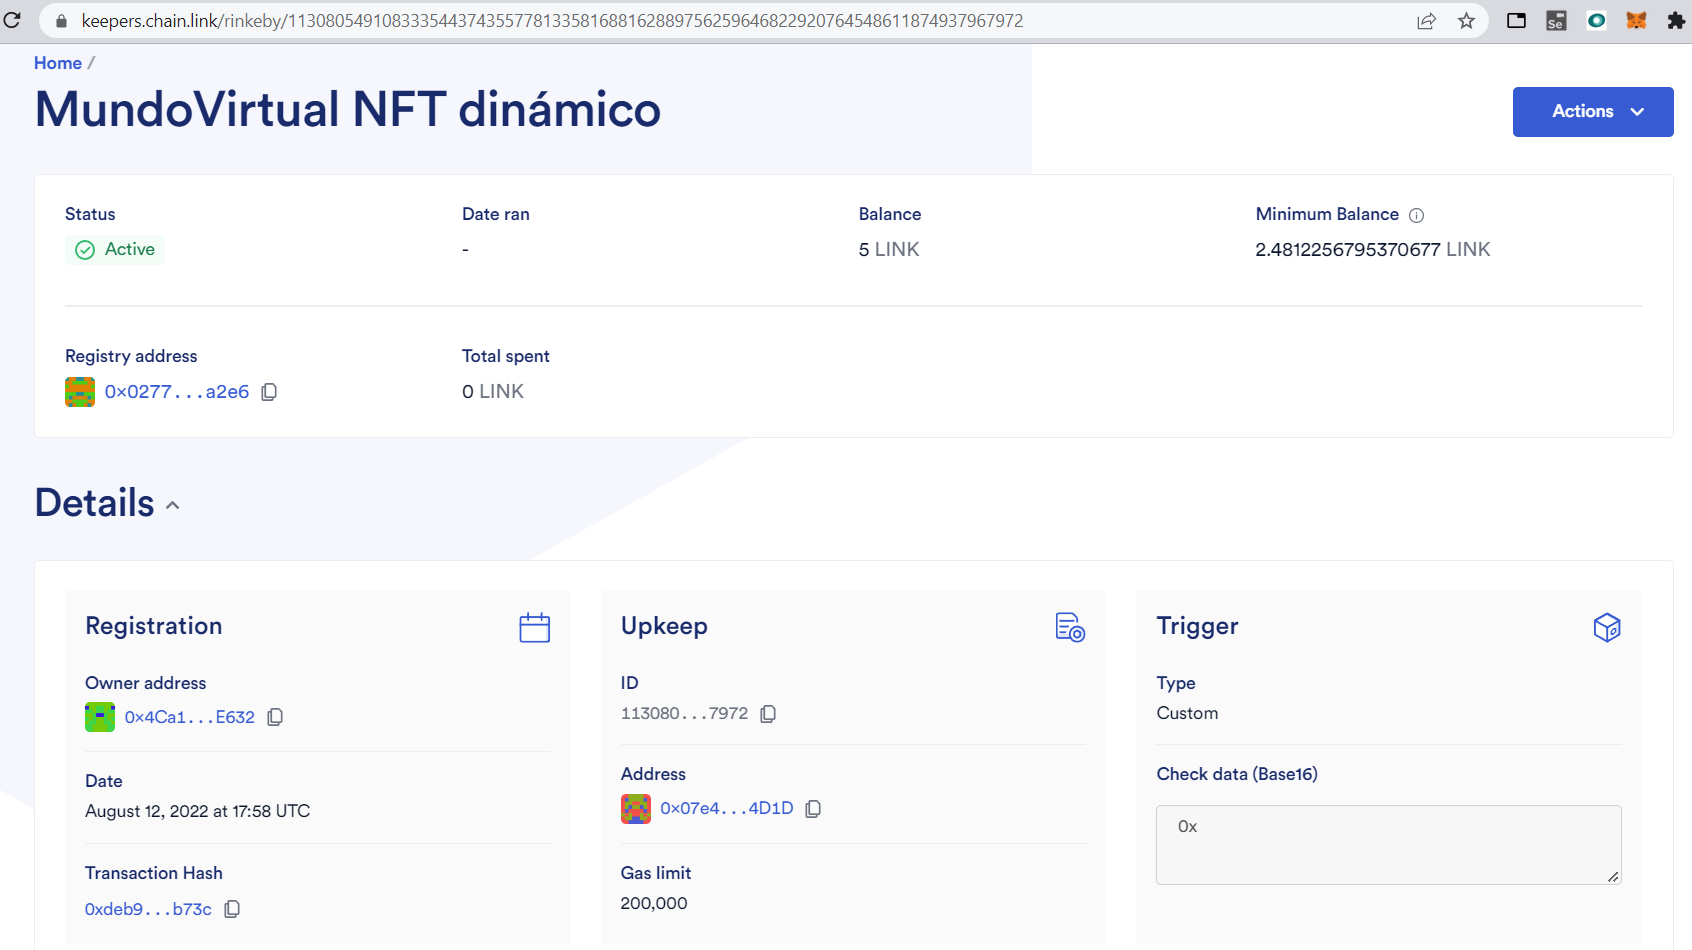 keepers.chain.link/rinkeby/113080549108333544374355778133581688162889756259646822920764548611874937967972
Se
Home /
MundoVirtual NFT dinámico
Actions
Status
Date ran
Balance
Minimum Balance
Active
-
5 LINK
2.4812256795370677 LINK
Registry address
Total spent
0x0277...a2e6
0 LINK
Details
Registration
Upkeep
Trigger
Owner address
ID
Type
0x4Ca1...E632
113080...7972
Custom
Date
Address
Check data (Base16)
August 12, 2022 at 17:58 UTC
0x07e4...4D1D
0x
Transaction Hash
Gas limit
0xdeb9...b73c
200,000